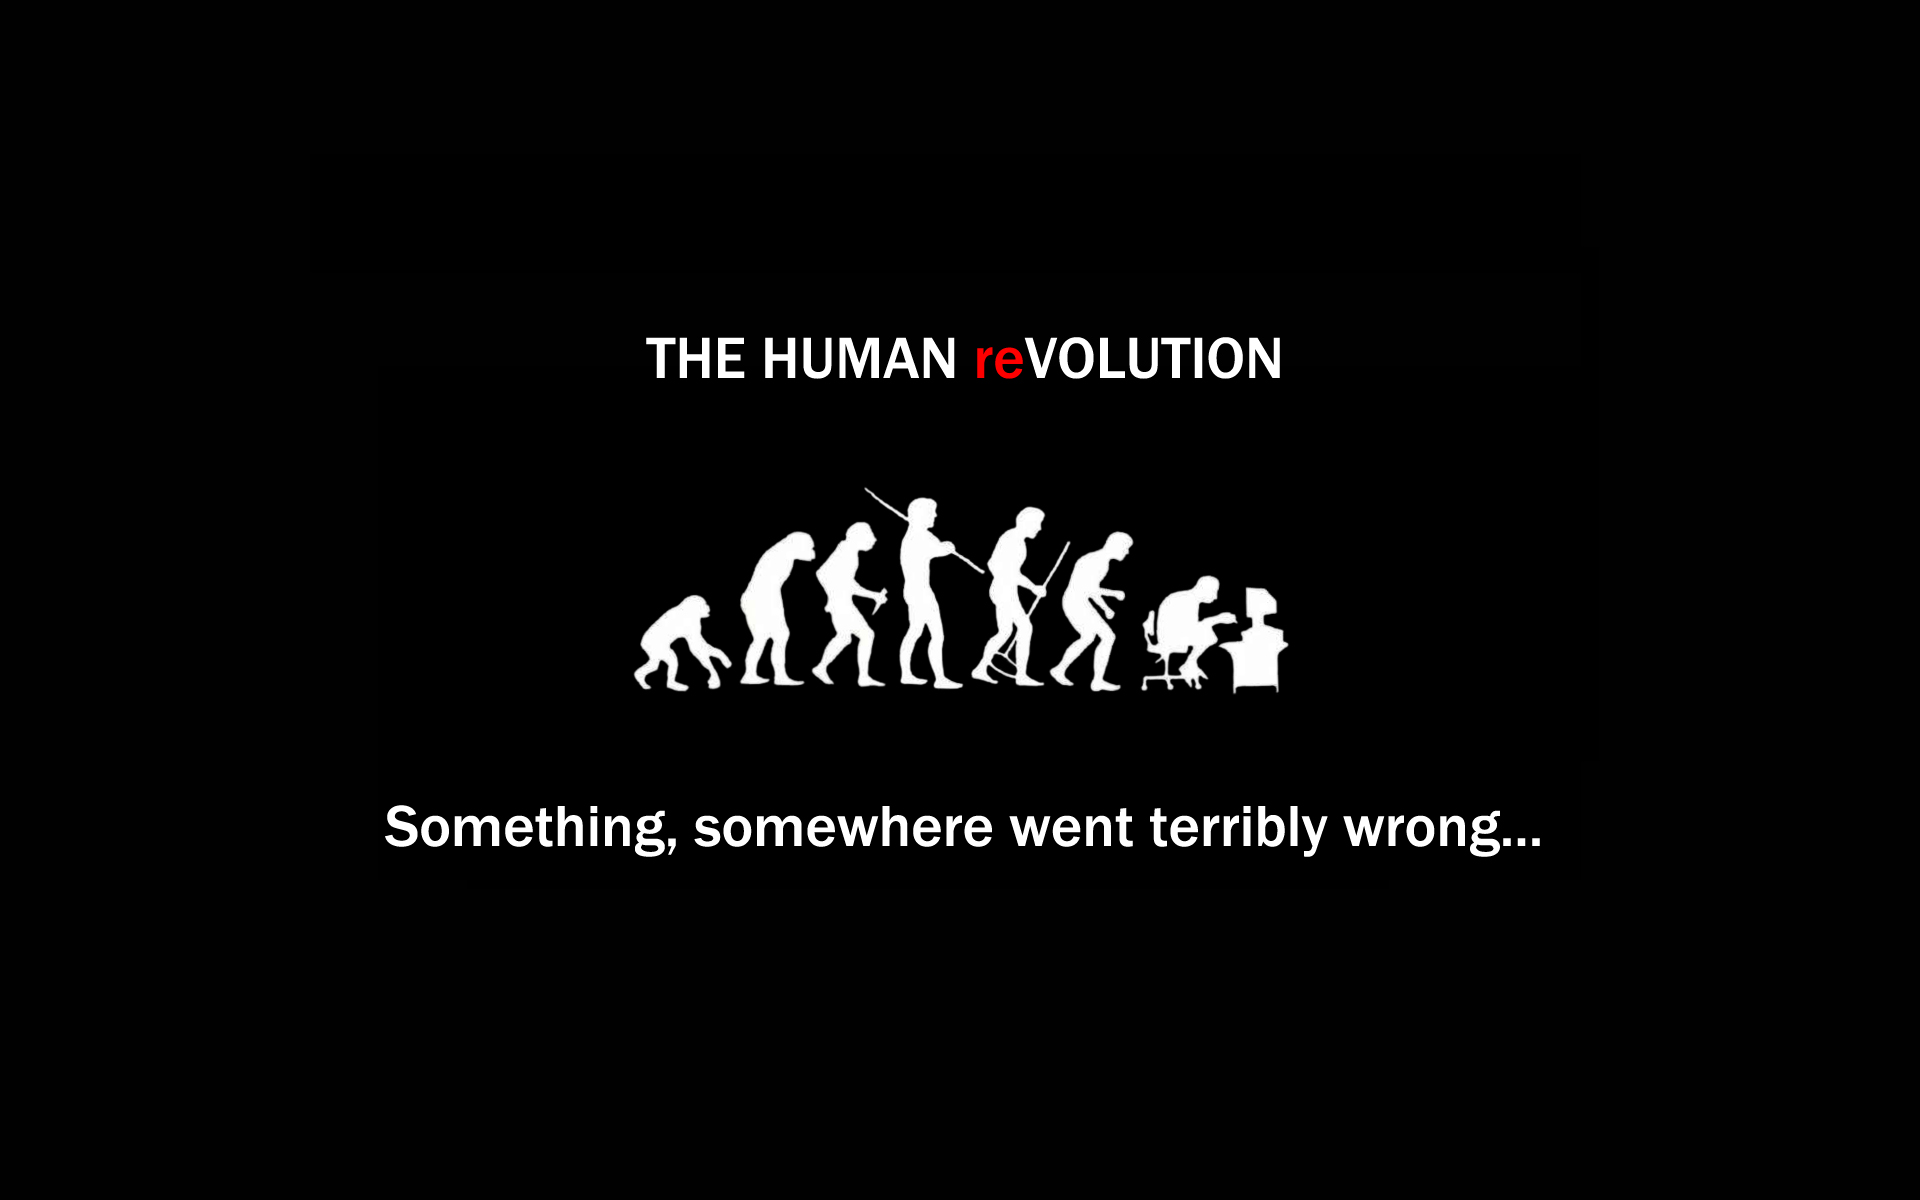 THE HUMAN reVOLUTION
Something, somewhere went terribly wrong...